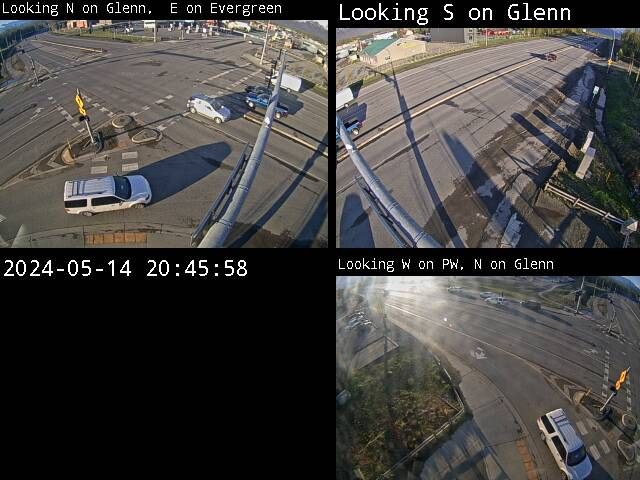 Looking N on Glenn,  E on Evergreen
Looking S on Glenn
2024-05-14 20:45:58
Looking W on PW, N on Glenn